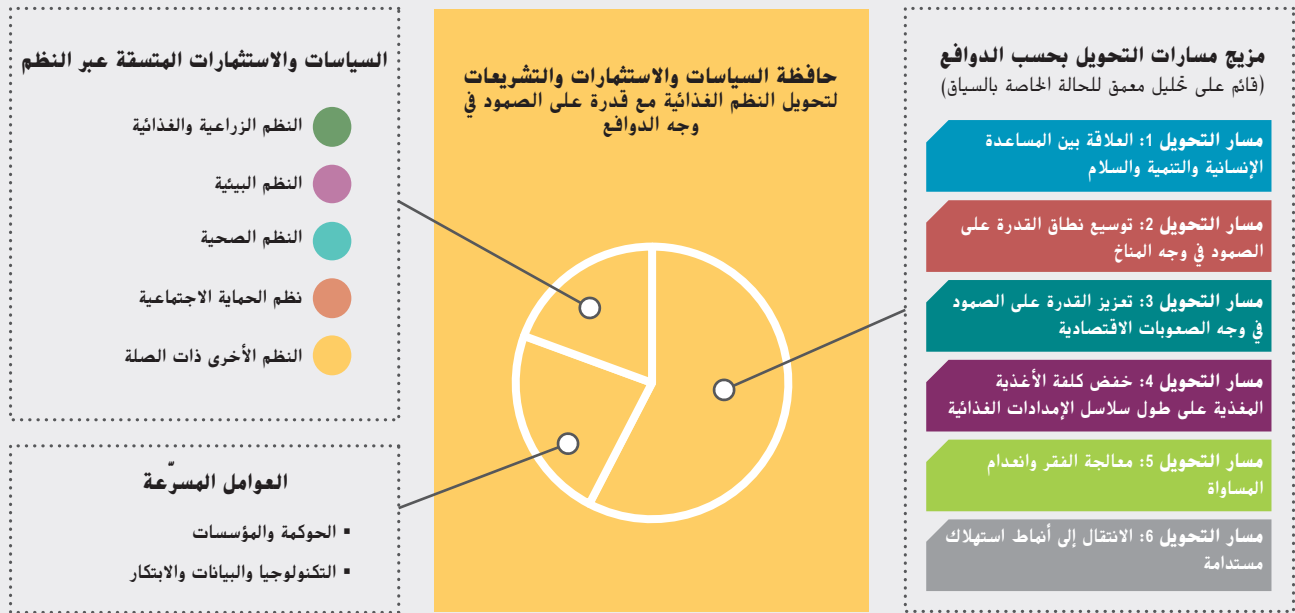 مزيج مسارات التحويل بحسب الدوافع
(قائم على تحليل معمق للحالة الخاصة بالسياق)
مسار التحويل 1: العلاقة بين المساعدة
الإنسانية والتنمية والسلام
مسار التحويل 2: توسيع نطاق القدرة على
الصمود في وجه المناخ
مسار التحويل 3: تعزيز القدرة على الصمود
في وجه الصعوبات الاقتصادية
مسار التحويل 4: خفض كلفة الأغذية
المغذية على طول سلاسل الإمدادات الغذائية
مسار التحويل 5: معالجة الفقر وانعدام
المساواة
مسار التحويل 6: الانتقال إلى أنماط استهلاك
مستدامة
حافظة السياسات والاستثمارات والتشريعات
لتحويل النظم الغذائية مع قدرة على الصمود في
وجه الدوافع
السياسات والاستثمارات المتسقة عبر النظم
النظم الزراعية والغذائية
النظم البيئية
النظم الصحية
نظم الحماية الاجتماعية
النظم الأخرى ذات الصلة
العوامل المسرّعة
▪ الحوكمة والمؤسسات
▪ التكنولوجيا والبيانات والابتكار